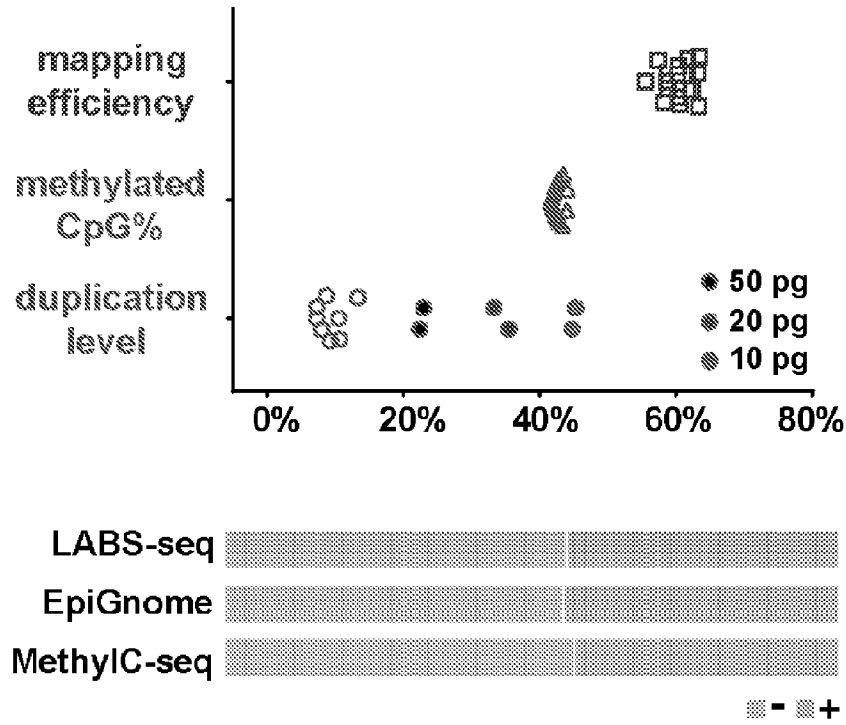 mapping
efficiency
methylated
CpG%
duplication
level
50 pg
20 pg
10 pg
0% 20% 40% 60% 80%
LABS-seq
EpiGnome
MethylC-seq
- +